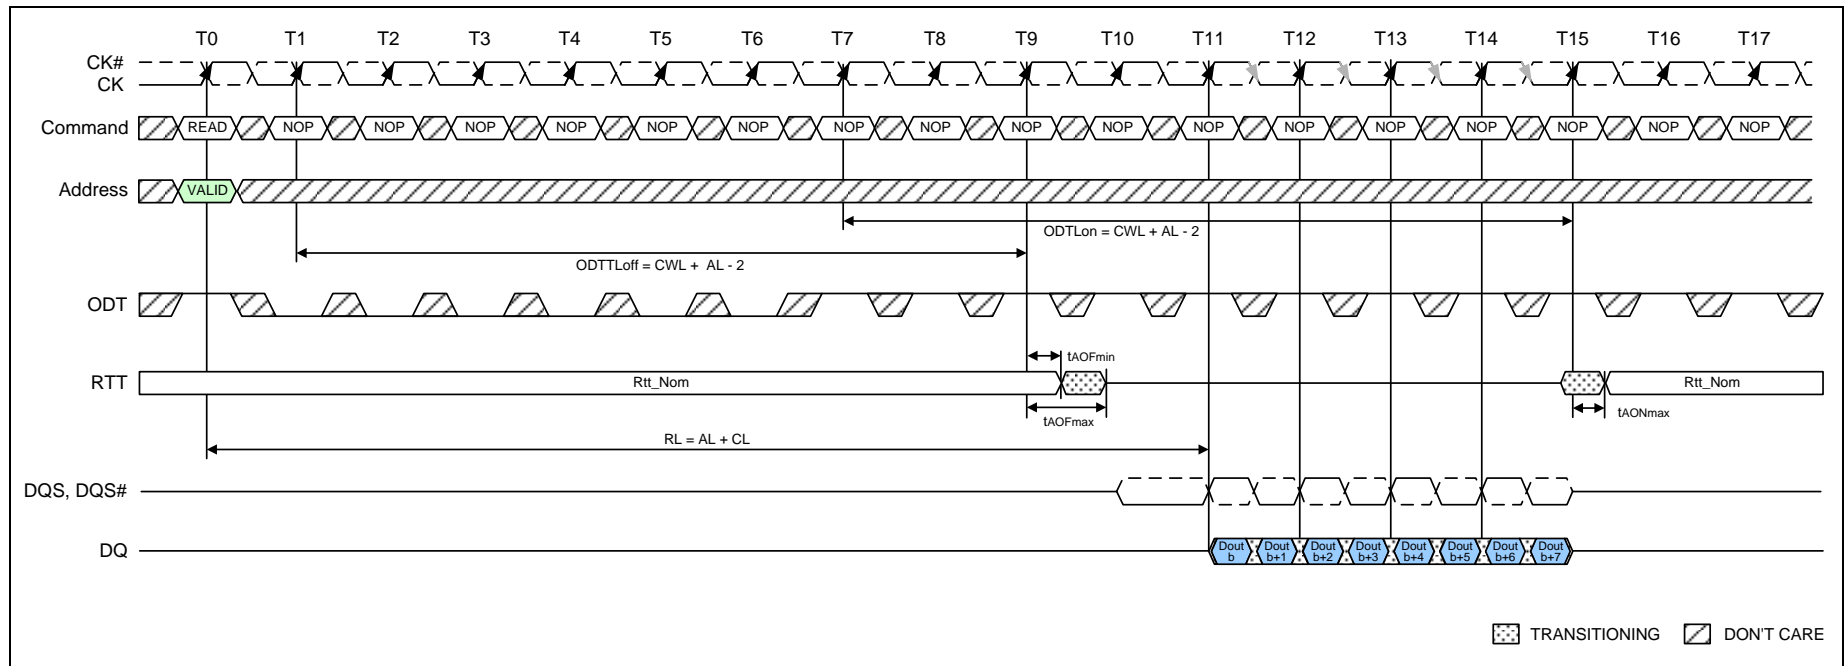 T0 T1 T2 T3 T4 T5 T6 T7 T8 T9 T10 T11 T12 T13 T14 T15 T16 T17
CK#
CK
Command READ NOP NOP NOP NOP NOP NOP NOP NOP NOP NOP NOP NOP NOP NOP NOP NOP NOP
Address VALID
ODTLon = CWL + AL - 2
ODTTLoff = CWL + AL - 2
ODT
tAOFmin
RTT Rtt_Nom Rtt_Nom
tAOFmax tAONmax
RL = AL + CL
DQS, DQS#
DQ Dout b Dout b+1 Dout b+2 Dout b+3 Dout b+4 Dout b+5 Dout b+6 Dout b+7
TRANSITIONING DON'T CARE